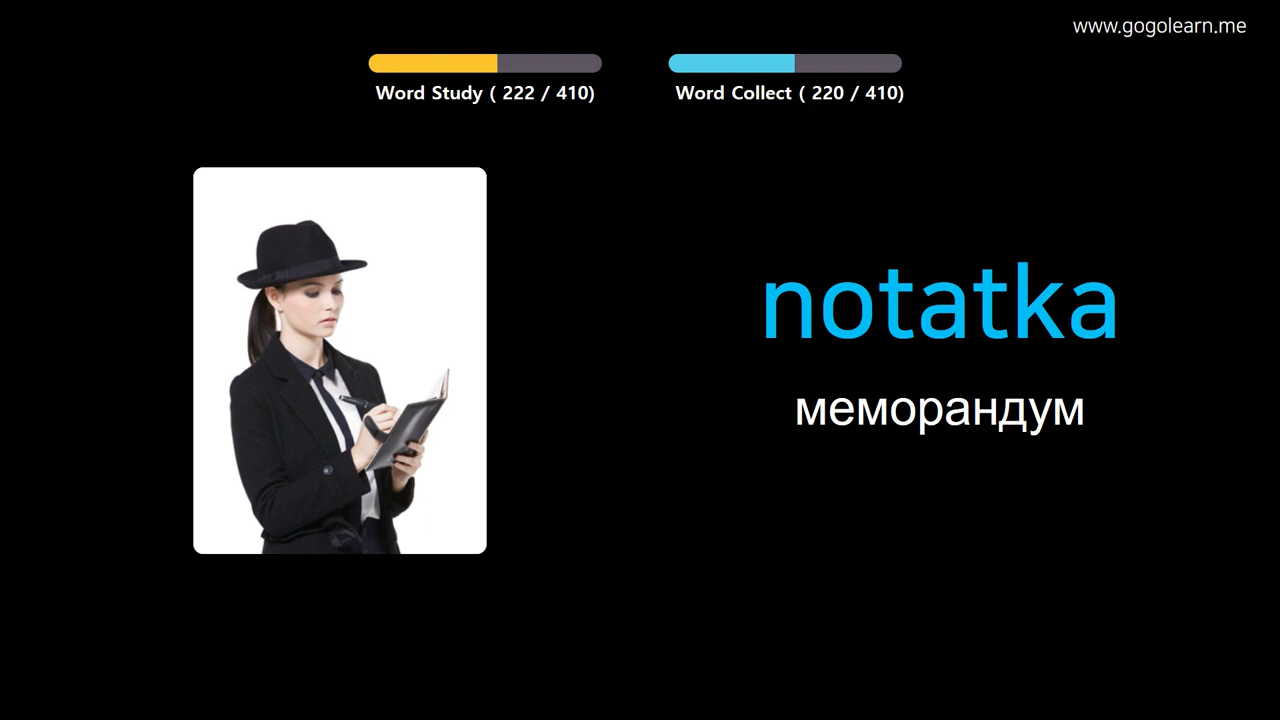 www.gogolearn.me
Word Study ( 222 / 410)
Word Collect ( 220 / 410)
notatka
меморандум